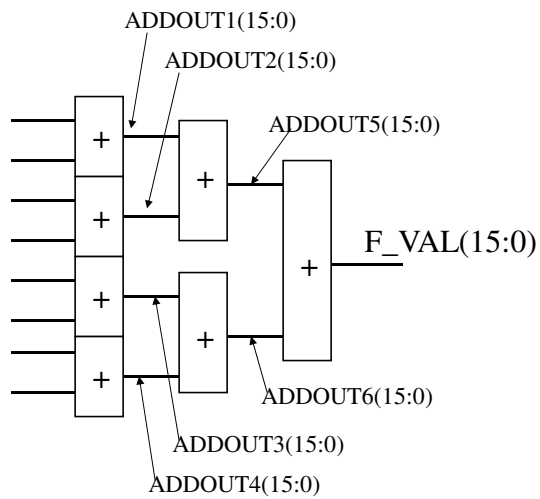 ADDOUT1(15:0)
ADDOUT2(15:0)
ADDOUT5(15:0)
+
+
+
F_VAL(15:0)
+
+
+
+
ADDOUT6(15:0)
ADDOUT3(15:0)
ADDOUT4(15:0)